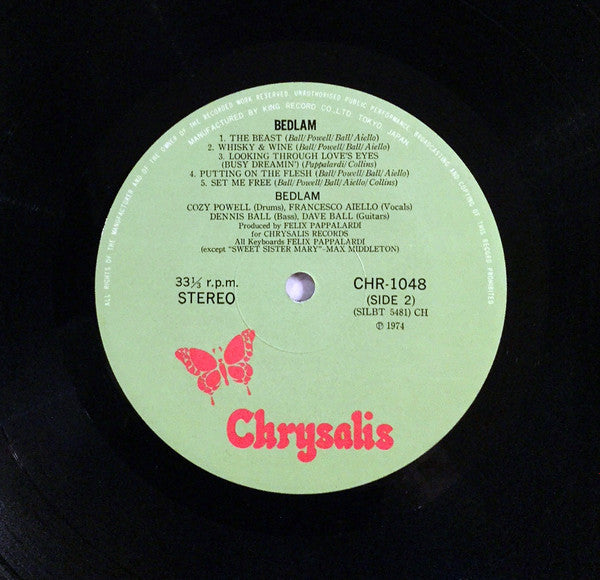 ALL RIGHTS OF THE MANUFACTURER AND OF THE OWNER OF THE RECORDED WORK RESERVED. UNAUTHORISED PUBLIC PERFORMANCE, BROADCASTING AND COPYING OF THIS RECORD PROHIBITED
MANUFACTURED BY KING RECORD CO., LTD. TOKYO, JAPAN
BEDLAM
1. THE BEAST (Ball/Powell/Ball/Aiello)
2. WHISKY & WINE (Ball/Powell/Ball/Aiello)
3. LOOKING THROUGH LOVE'S EYES
(BUSY DREAMIN') (Pappalardi/Collins)
4. PUTTING ON THE FLESH (Ball/Powell/Ball/Aiello)
5. SET ME FREE (Ball/Powell/Ball/Aiello/Collins)
BEDLAM
COZY POWELL (Drums), FRANCESCO AIELLO (Vocals)
DENNIS BALL (Bass), DAVE BALL (Guitars)
Produced by FELIX PAPPALARDI
for CHRYSALIS RECORDS
All Keyboards FELIX PAPPALARDI
(except "SWEET SISTER MARY"-MAX MIDDLETON)
33⅓ r.p.m. CHR-1048
STEREO (SIDE 2)
(SILBT 5481) CH
℗ 1974
Chrysalis